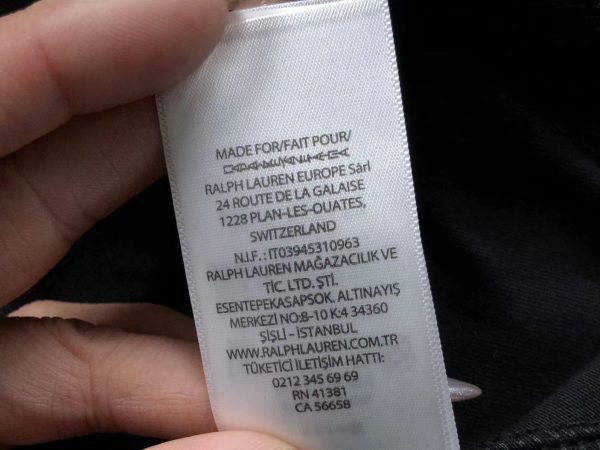 MADE FOR/FAIT POUR/
RALPH LAUREN EUROPE Sàrl
24 ROUTE DE LA GALAISE
1228 PLAN-LES-OUATES,
SWITZERLAND
N.I.F.: IT03945310963
RALPH LAUREN MAĞAZACILIK VE
TİC. LTD. ŞTİ.
ESENTEPEKASAPSOK. ALTINAYIŞ
MERKEZİ NO:8-10 K:4 34360
ŞİŞLİ - İSTANBUL
WWW.RALPHLAUREN.COM.TR
TÜKETİCİ İLETİŞİM HATTI:
0212 345 69 69
RN 41381
CA 56658